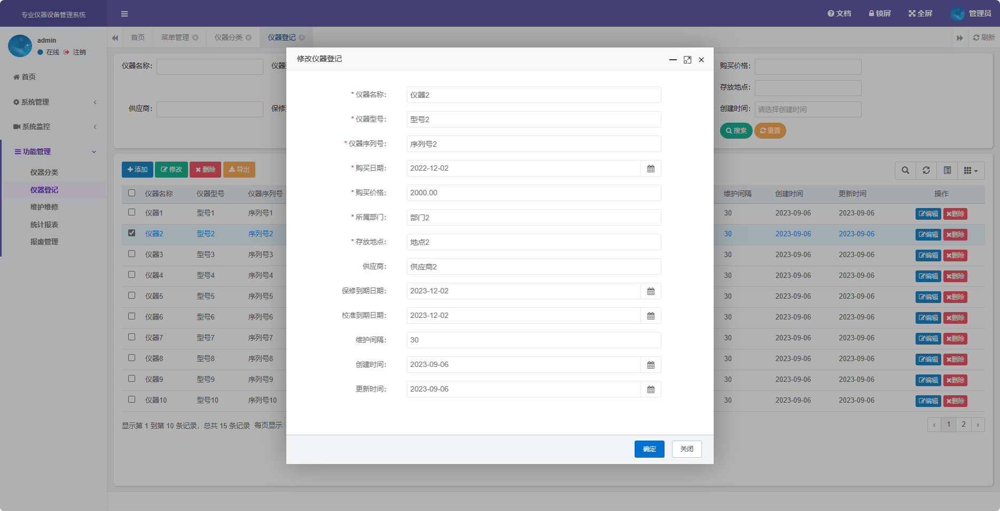 专业仪器设备管理系统
文档 锁屏 全屏 管理员
admin
在线 注销
首页 菜单管理 仪器分类 仪器登记 刷新
首页
系统管理
系统监控
功能管理
仪器分类
仪器登记
维护维修
统计报表
报废管理
仪器名称： 仪器 购买价格：
存放地点：
供应商： 保修 创建时间： 请选择创建时间
搜索 重置
添加 修改 删除 导出
仪器名称 仪器型号 仪器序列号 维护间隔 创建时间 更新时间 操作
仪器1 型号1 序列号1 30 2023-09-06 2023-09-06 编辑 删除
仪器2 型号2 序列号2 30 2023-09-06 2023-09-06 编辑 删除
仪器3 型号3 序列号3 30 2023-09-06 2023-09-06 编辑 删除
仪器4 型号4 序列号4 30 2023-09-06 2023-09-06 编辑 删除
仪器5 型号5 序列号5 30 2023-09-06 2023-09-06 编辑 删除
仪器6 型号6 序列号6 30 2023-09-06 2023-09-06 编辑 删除
仪器7 型号7 序列号7 30 2023-09-06 2023-09-06 编辑 删除
仪器8 型号8 序列号8 30 2023-09-06 2023-09-06 编辑 删除
仪器9 型号9 序列号9 30 2023-09-06 2023-09-06 编辑 删除
仪器10 型号10 序列号10 30 2023-09-06 2023-09-06 编辑 删除
显示第 1 到第 10 条记录，总共 15 条记录 每页显示
‹ 1 2 ›
修改仪器登记
* 仪器名称： 仪器2
* 仪器型号： 型号2
* 仪器序列号： 序列号2
* 购买日期： 2022-12-02
* 购买价格： 2000.00
* 所属部门： 部门2
* 存放地点： 地点2
供应商： 供应商2
保修到期日期： 2023-12-02
校准到期日期： 2023-12-02
维护间隔： 30
创建时间： 2023-09-06
更新时间： 2023-09-06
确定 关闭